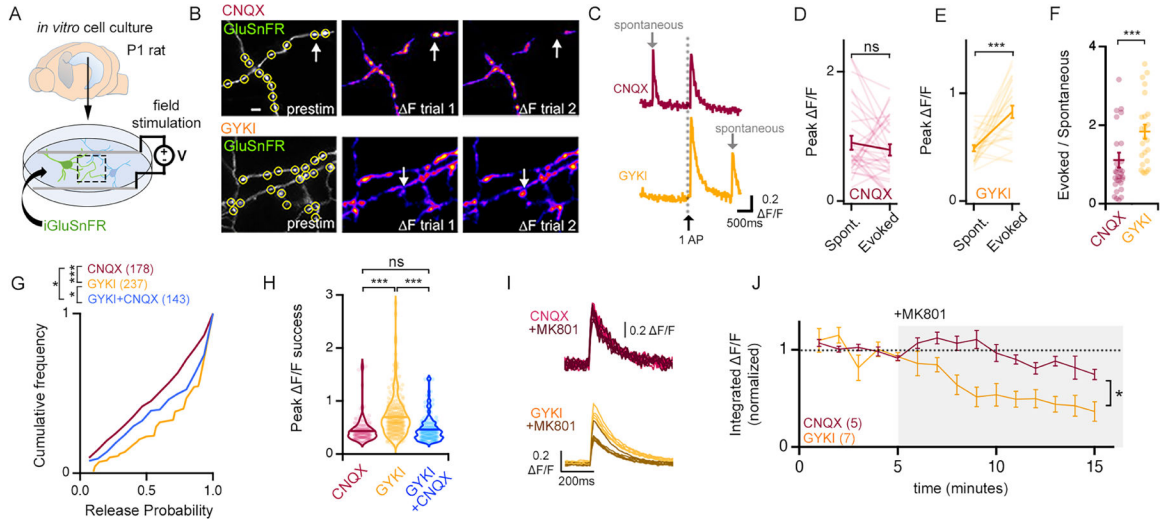 A
in vitro cell culture
P1 rat
field
stimulation
+
-
V
iGluSnFR
B
CNQX
GluSnFR
prestim
ΔF trial 1
ΔF trial 2
GYKI
GluSnFR
prestim
ΔF trial 1
ΔF trial 2
C
spontaneous
CNQX
spontaneous
GYKI
0.2
ΔF/F
500ms
1 AP
D
ns
2
Peak ΔF/F
1
0
CNQX
Spont.
Evoked
E
***
1
Peak ΔF/F
0
GYKI
Spont.
Evoked
F
***
4
Evoked / Spontaneous
2
0
CNQX
GYKI
G
CNQX (178)
GYKI (237)
GYKI+CNQX (143)
* *** *
1
Cumulative frequency
0
0.5
1.0
Release Probability
H
ns
*** ***
3
2
Peak ΔF/F success
1
0
CNQX
GYKI
GYKI
+CNQX
I
CNQX
+MK801
0.2 ΔF/F
GYKI
+MK801
0.2
ΔF/F
200ms
J
+MK801
Integrated ΔF/F
(normalized)
1
0
*
CNQX (5)
GYKI (7)
0 5 10 15
time (minutes)